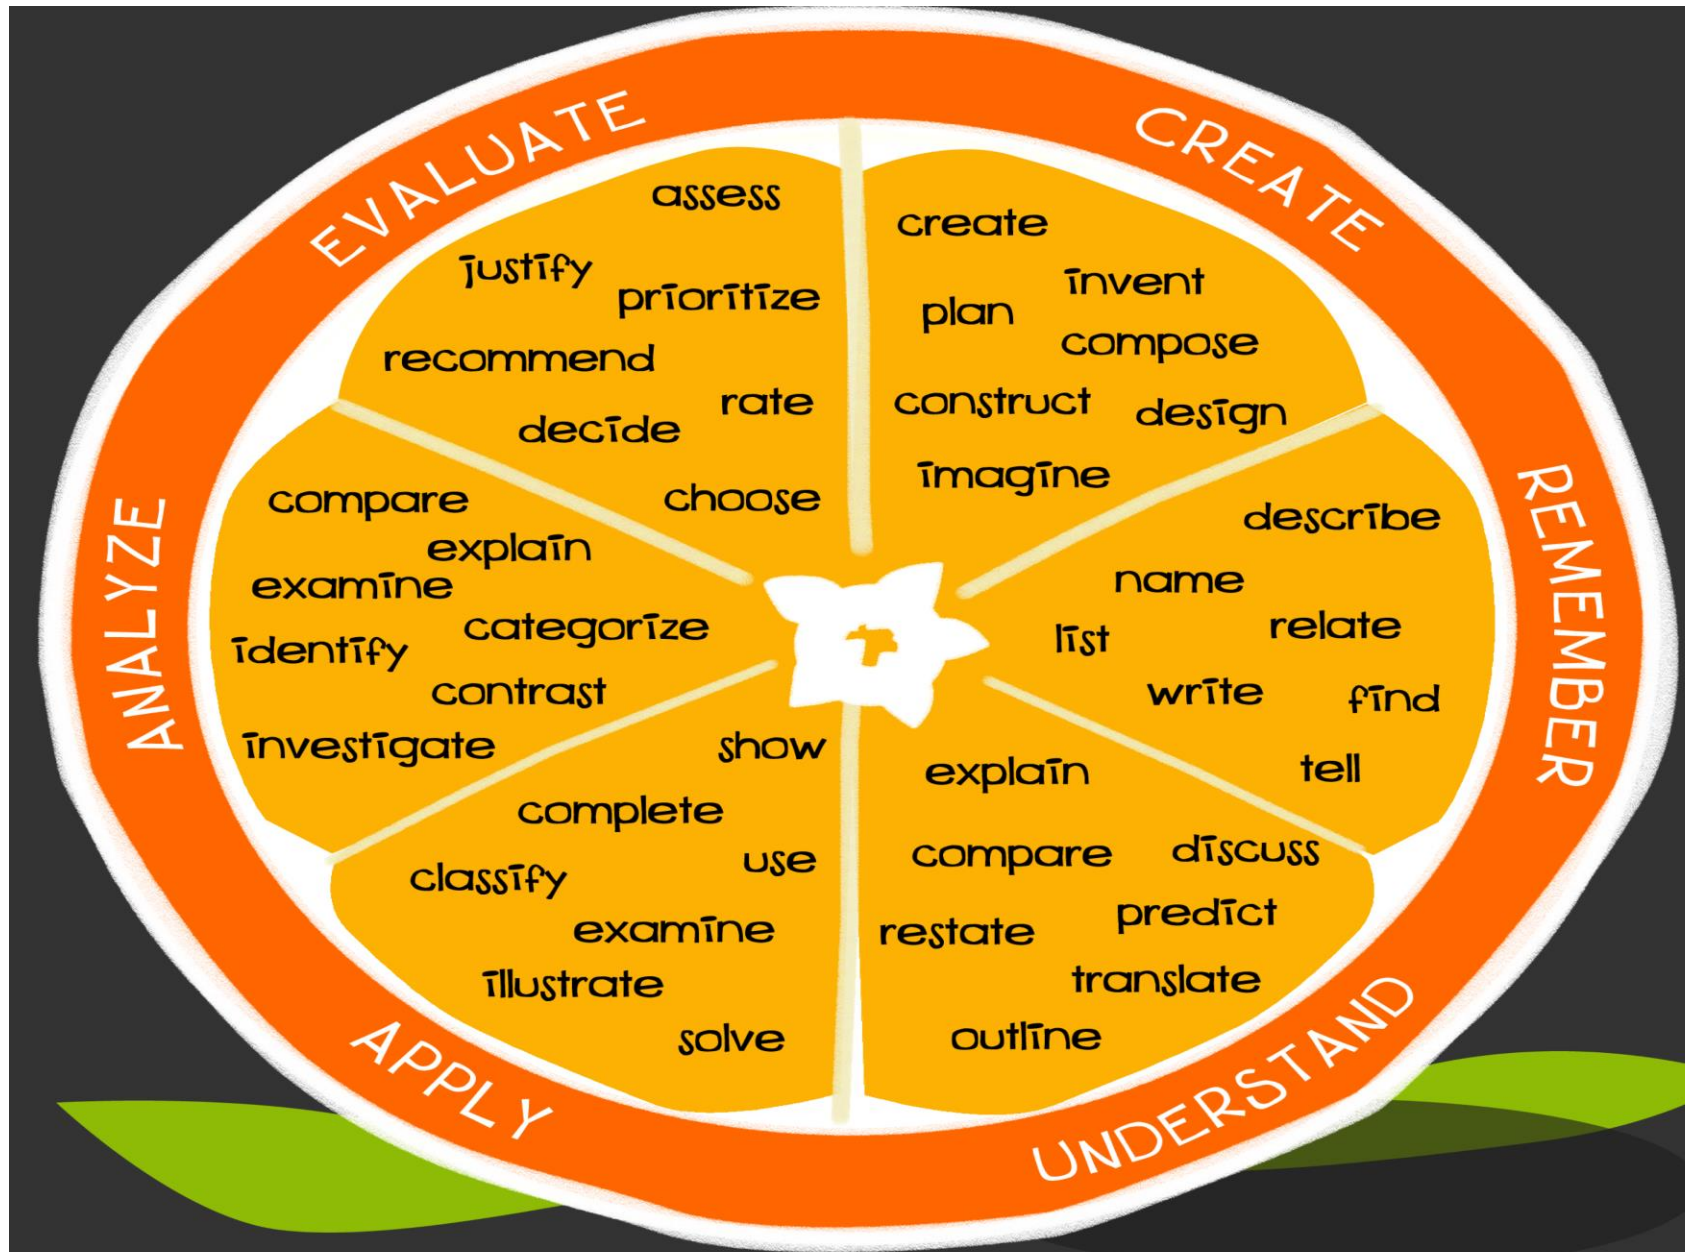 EVALUATE
assess
justify
prioritize
recommend
rate
decide
choose
CREATE
create
invent
plan
compose
construct
design
imagine
REMEMBER
describe
name
list
relate
write
find
tell
UNDERSTAND
explain
compare
discuss
restate
predict
translate
outline
APPLY
show
complete
classify
use
examine
illustrate
solve
ANALYZE
compare
explain
examine
identify
categorize
contrast
investigate